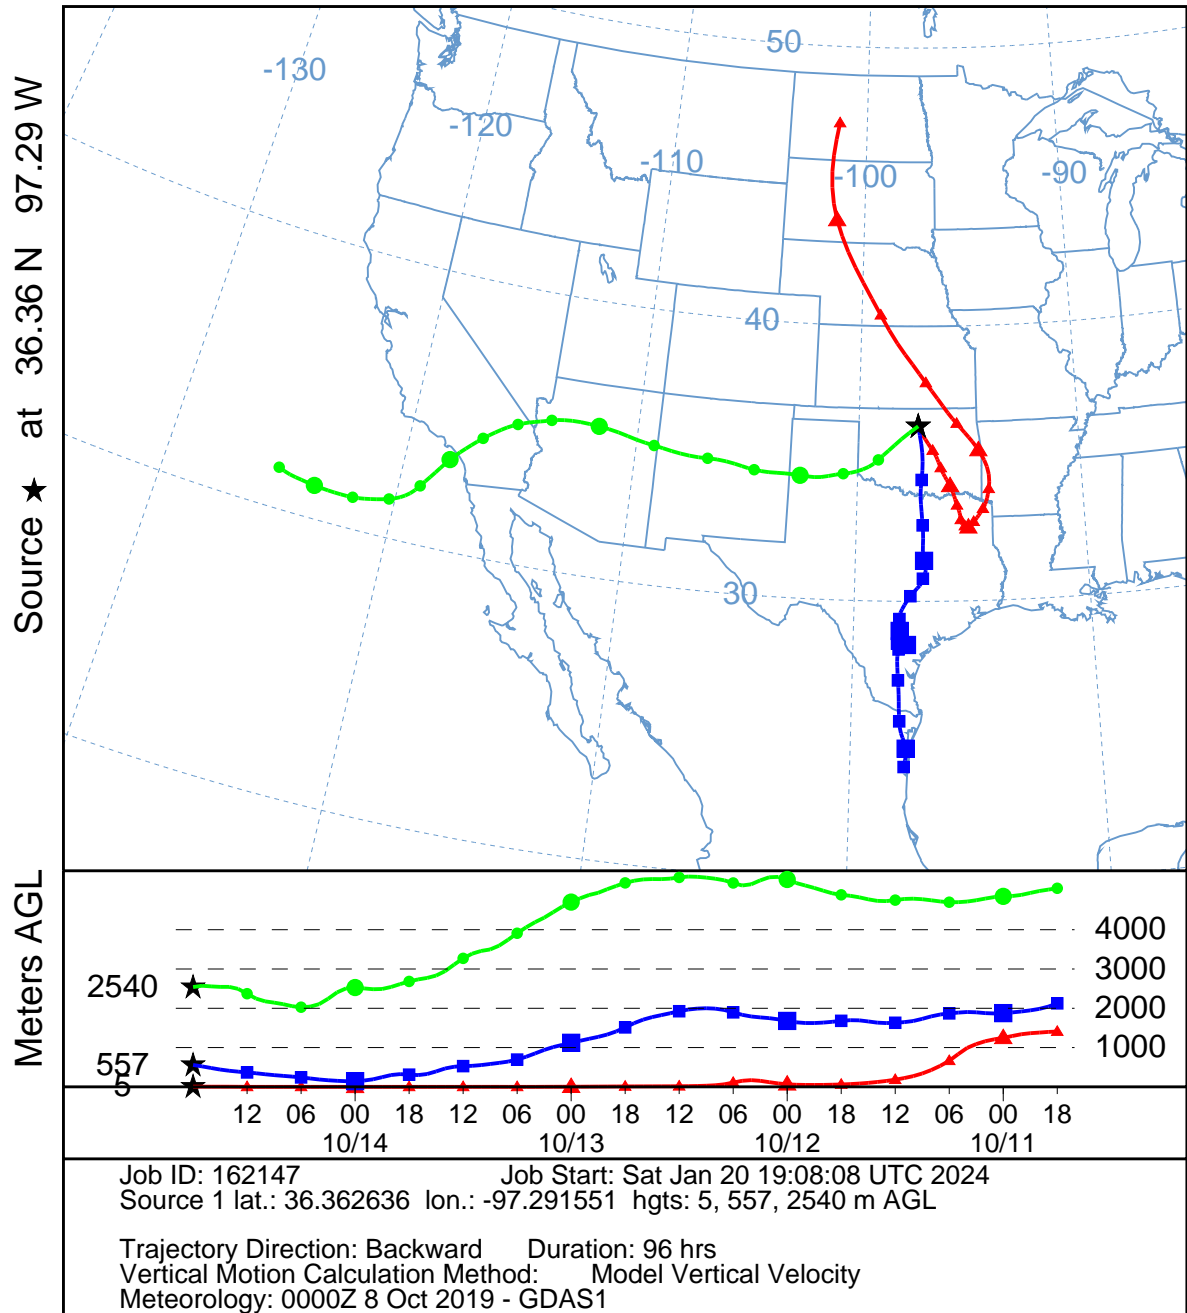 Source ★ at 36.36 N 97.29 W
-130
50
-120
-110
-100
-90
40
30
Meters AGL
2540
557
5
4000
3000
2000
1000
12 06 00 18 12 06 00 18 12 06 00 18 12 06 00 18
10/14 10/13 10/12 10/11
Job ID: 162147 Job Start: Sat Jan 20 19:08:08 UTC 2024
Source 1 lat.: 36.362636 lon.: -97.291551 hgts: 5, 557, 2540 m AGL
Trajectory Direction: Backward Duration: 96 hrs
Vertical Motion Calculation Method: Model Vertical Velocity
Meteorology: 0000Z 8 Oct 2019 - GDAS1